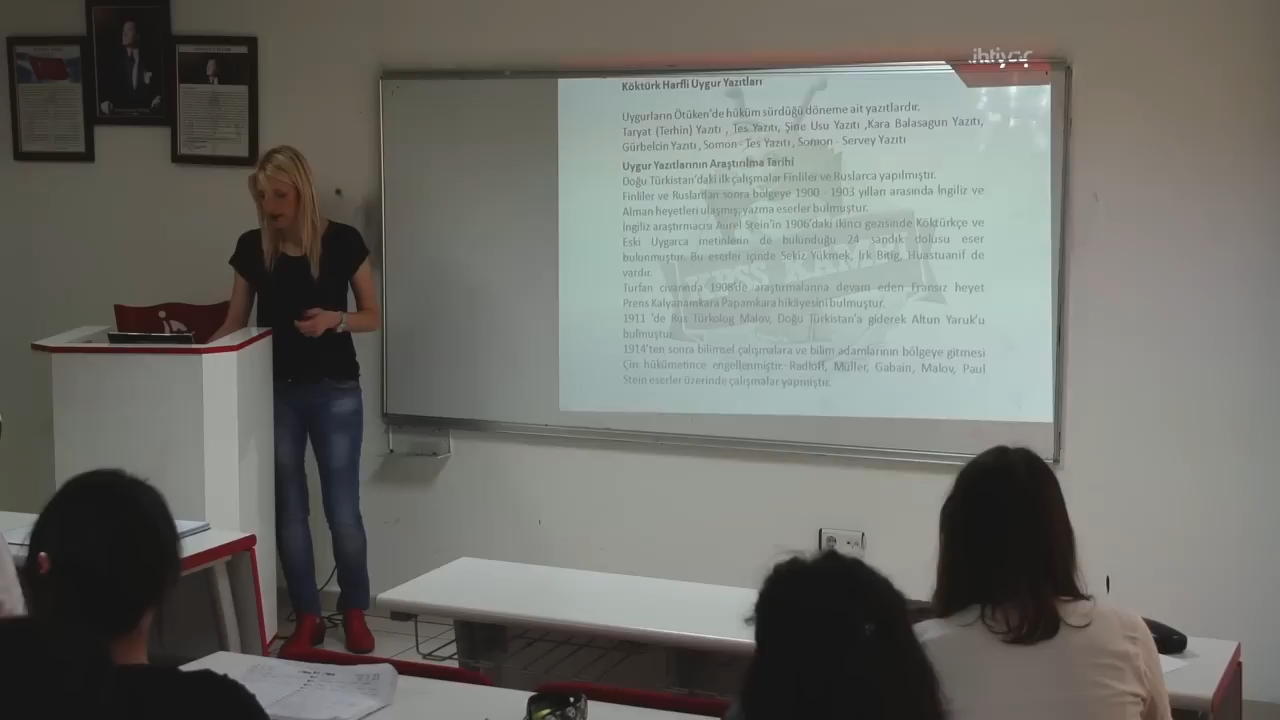 ihtiyaç
Köktürk Harfli Uygur Yazıtları
Uygurların Ötüken'de hüküm sürdüğü döneme ait yazıtlardır.
Taryat (Terhin) Yazıtı , Tes Yazıtı, Şine Usu Yazıtı ,Kara Balasagun Yazıtı,
Gürbelcin Yazıtı , Somon - Tes Yazıtı , Somon - Servey Yazıtı
Uygur Yazıtlarının Araştırılma Tarihi
Doğu Türkistan'daki ilk çalışmalar Finliler ve Ruslarca yapılmıştır.
Finliler ve Ruslardan sonra bölgeye 1900 - 1903 yılları arasında İngiliz ve
Alman heyetleri ulaşmış, yazma eserler bulmuştur.
İngiliz araştırmacısı Aurel Stein'in 1906'daki ikinci gezisinde Köktürkçe ve
Eski Uygarca metinlerin de bulunduğu 24 sandık dolusu eser
bulunmuştur. Bu eserler içinde Sekiz Yükmek, Irk Bitig, Huastuanif de
vardır.
Turfan civarında 1908'de araştırmalarına devam eden Fransız heyet
Prens Kalyanamkara Papamkara hikâyesini bulmuştur.
1911 'de Rus Türkolog Malov, Doğu Türkistan'a giderek Altun Yaruk'u
bulmuştur.
1914'ten sonra bilimsel çalışmalara ve bilim adamlarının bölgeye gitmesi
Çin hükümetince engellenmiştir. Radloff, Müller, Gabain, Malov, Paul
Stein eserler üzerinde çalışmalar yapmıştır.
KPSS